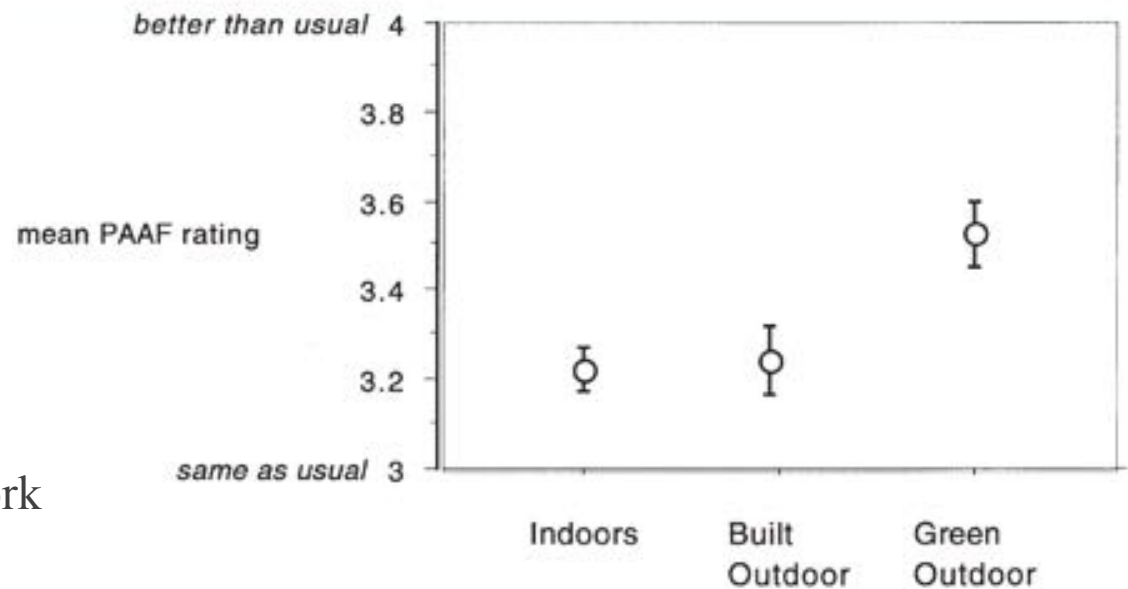 better than usual 4
3.8
3.6
mean PAAF rating
3.4
3.2
same as usual 3
rk
Indoors Built Green
Outdoor Outdoor